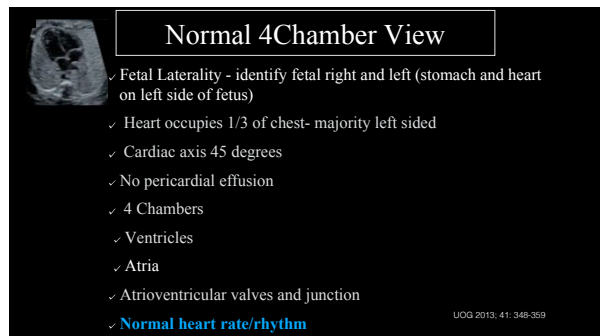 Normal 4Chamber View
✓ Fetal Laterality - identify fetal right and left (stomach and heart
on left side of fetus)
✓ Heart occupies 1/3 of chest- majority left sided
✓ Cardiac axis 45 degrees
✓ No pericardial effusion
✓ 4 Chambers
✓ Ventricles
✓ Atria
✓ Atrioventricular valves and junction
✓ Normal heart rate/rhythm
UOG 2013; 41: 348-359